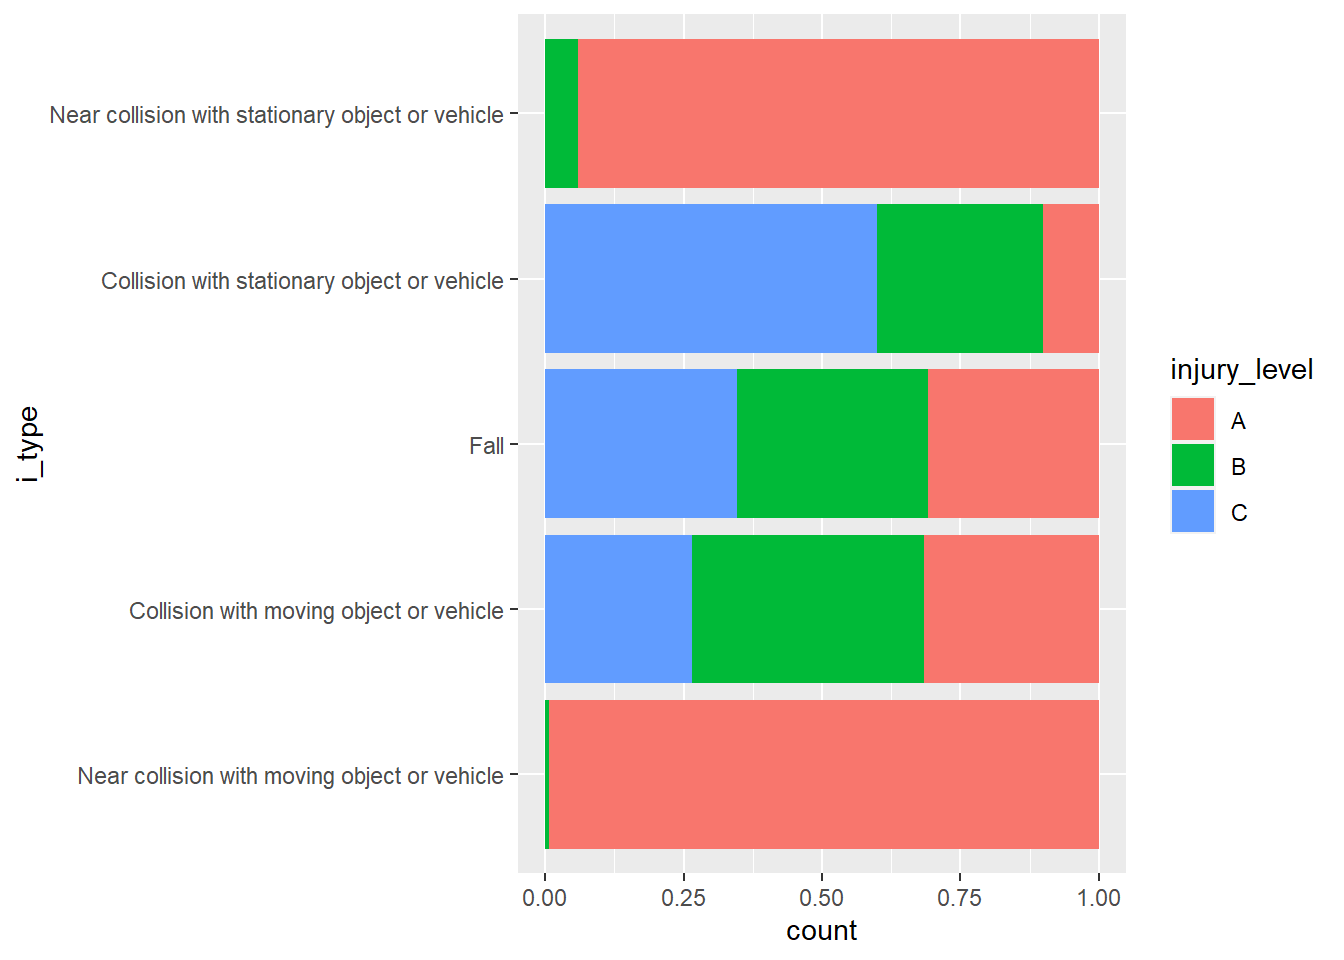 Near collision with stationary object or vehicle
Collision with stationary object or vehicle
Fall
Collision with moving object or vehicle
Near collision with moving object or vehicle
i_type
0.00 0.25 0.50 0.75 1.00
count
injury_level
A
B
C